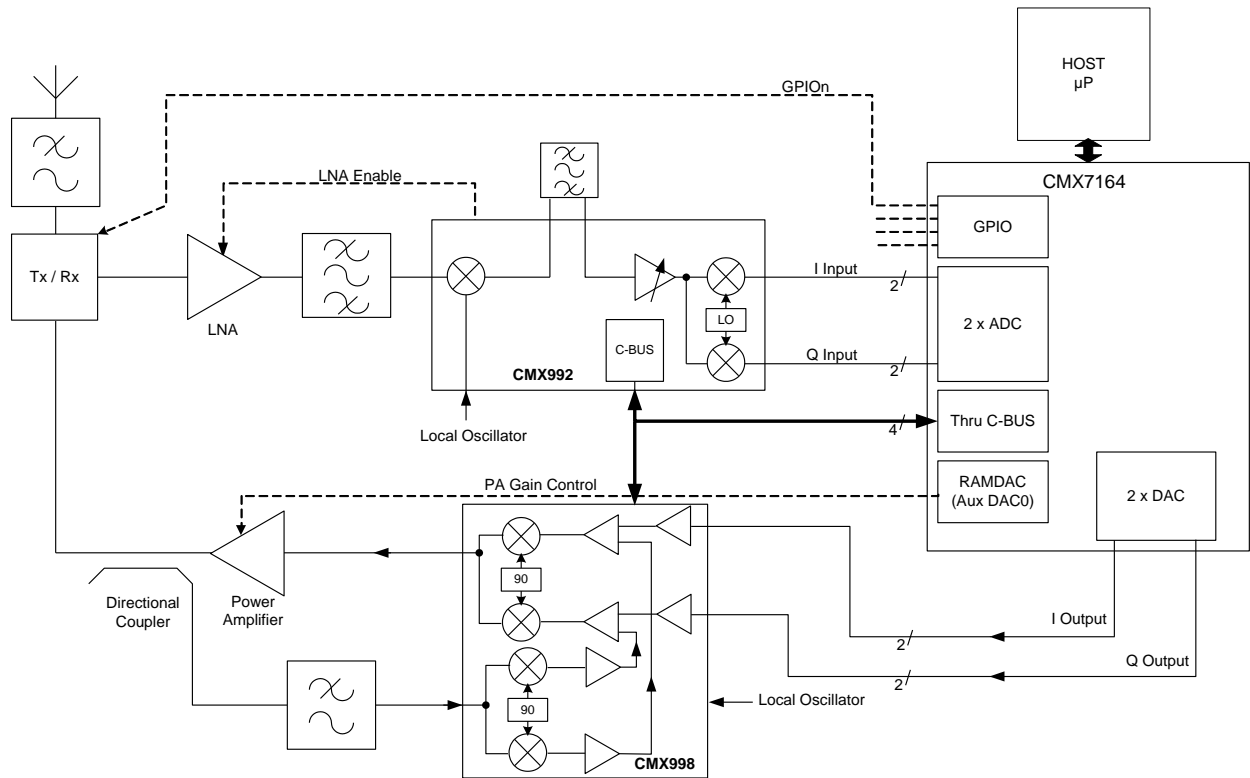 HOST
µP
GPIOn
CMX7164
LNA Enable
GPIO
Tx / Rx
I Input
2
LNA
LO
2 x ADC
C-BUS
Q Input
2
CMX992
Local Oscillator
4
Thru C-BUS
PA Gain Control
RAMDAC
(Aux DAC0)
2 x DAC
90
Directional
Coupler
Power
Amplifier
I Output
2
Q Output
2
90
Local Oscillator
CMX998